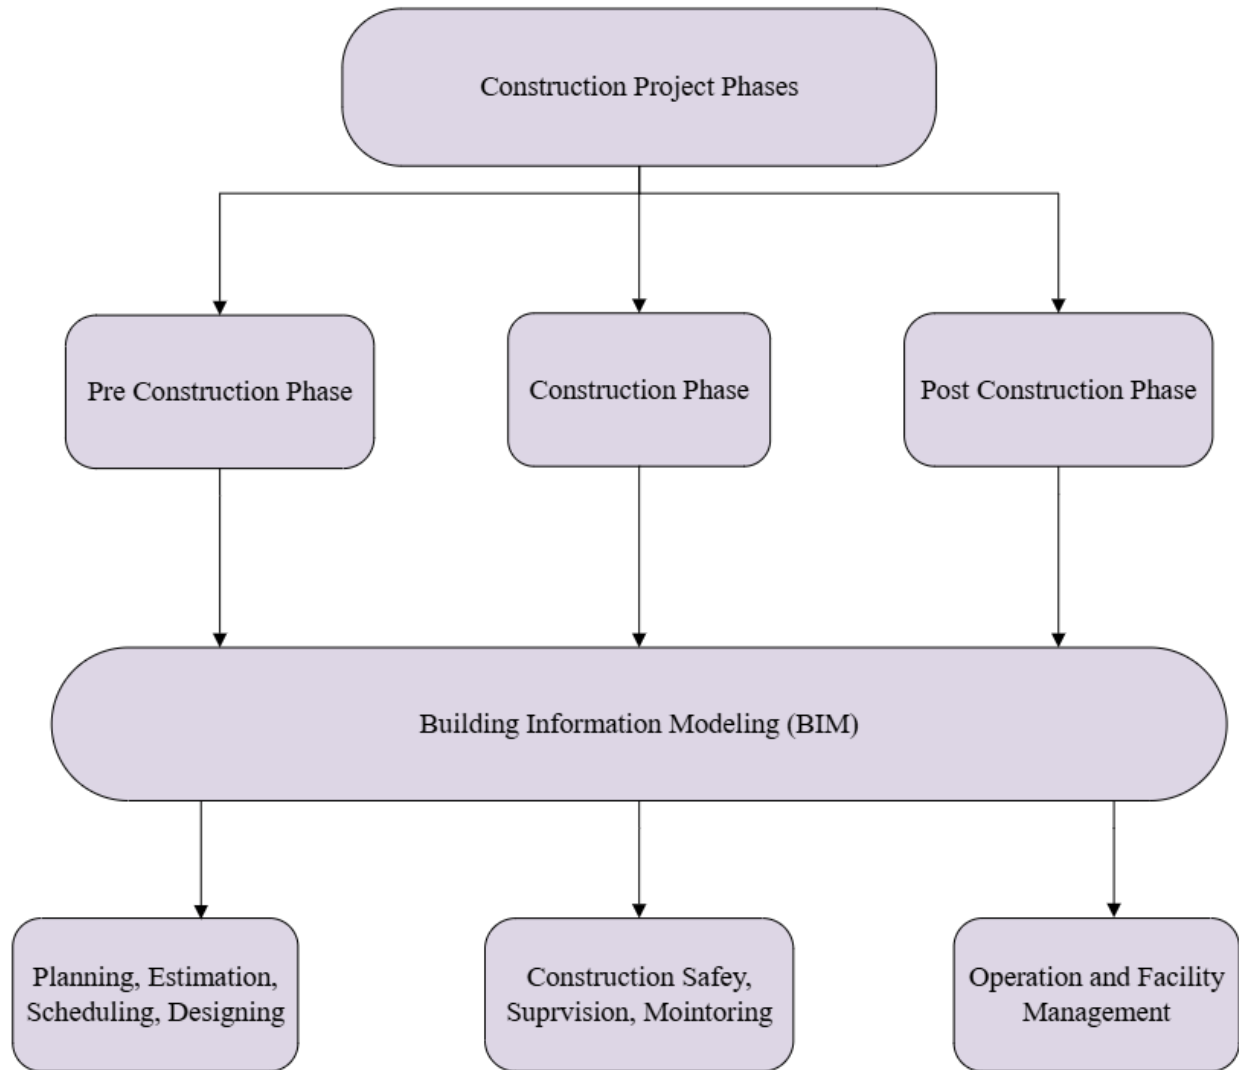 Construction Project Phases
Pre Construction Phase
Construction Phase
Post Construction Phase
Building Information Modeling (BIM)
Planning, Estimation,
Scheduling, Designing
Construction Safey,
Suprvision, Mointoring
Operation and Facility
Management